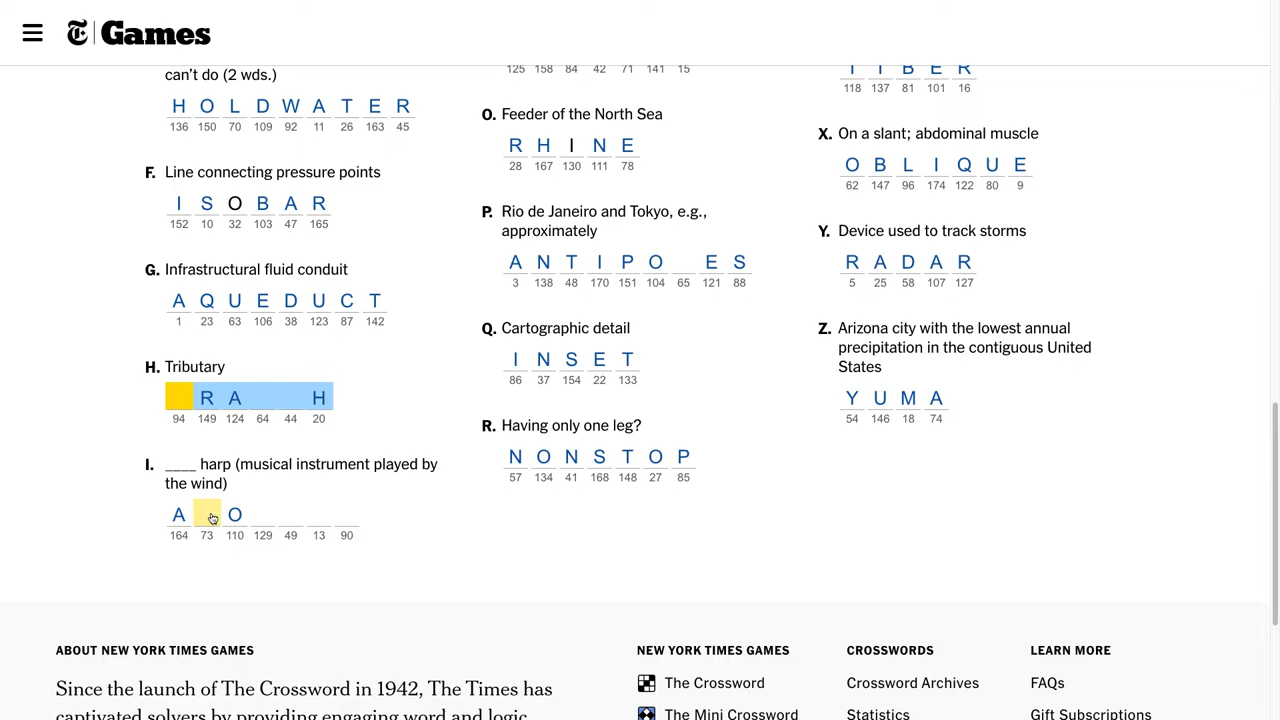 Games
can't do (2 wds.)
H O L D W A T E R
136 150 70 109 92 11 26 163 45
F. Line connecting pressure points
I S O B A R
152 10 32 103 47 165
G. Infrastructural fluid conduit
A Q U E D U C T
1 23 63 106 38 123 87 142
H. Tributary
R A H
94 149 124 64 44 20
I. ____ harp (musical instrument played by
the wind)
A O
164 73 110 129 49 13 90
125 158 84 42 71 141 15
O. Feeder of the North Sea
R H I N E
28 167 130 111 78
P. Rio de Janeiro and Tokyo, e.g.,
approximately
A N T I P O E S
3 138 48 170 151 104 65 121 88
Q. Cartographic detail
I N S E T
86 37 154 22 133
R. Having only one leg?
N O N S T O P
57 134 41 168 148 27 85
T I B E R
118 137 81 101 16
X. On a slant; abdominal muscle
O B L I Q U E
62 147 96 174 122 80 9
Y. Device used to track storms
R A D A R
5 25 58 107 127
Z. Arizona city with the lowest annual
precipitation in the contiguous United
States
Y U M A
54 146 18 74
ABOUT NEW YORK TIMES GAMES
Since the launch of The Crossword in 1942, The Times has
captivated solvers by providing engaging word and logic
NEW YORK TIMES GAMES
The Crossword
The Mini Crossword
CROSSWORDS
Crossword Archives
Statistics
LEARN MORE
FAQs
Gift Subscriptions